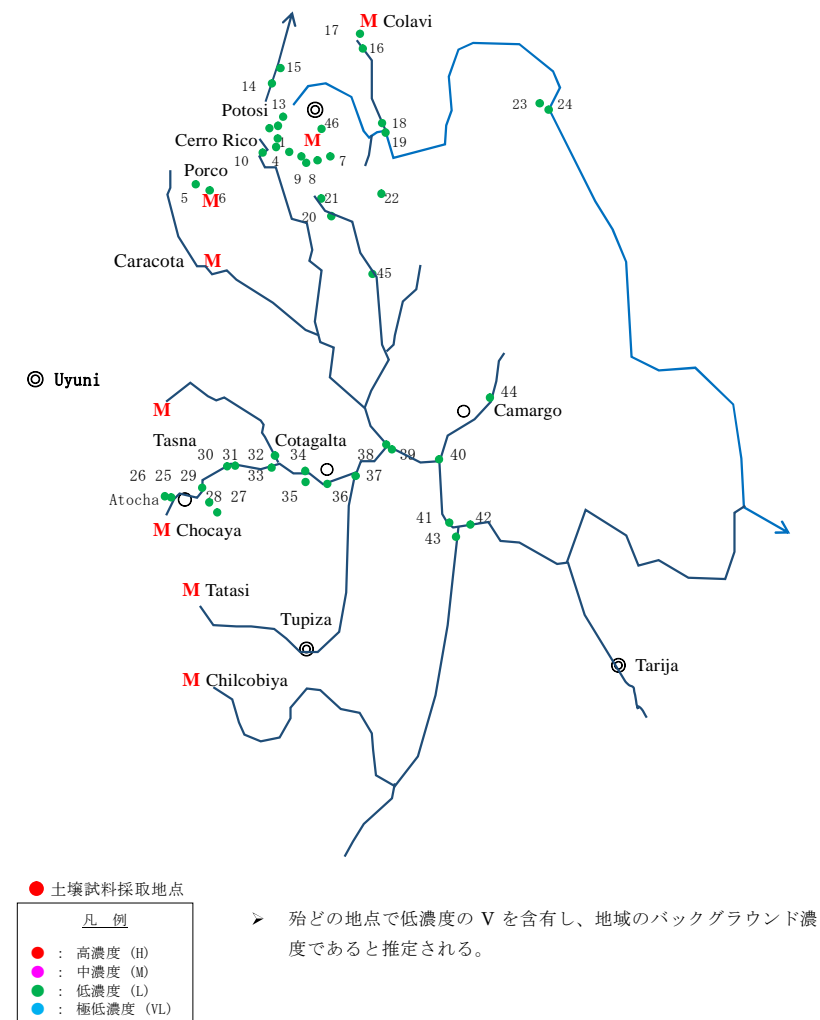 17 M Colavi
16
15
14
Potosi 13
23 24
46
18
Cerro Rico 1 M
19
10 4 7
Porco 9 8
5 6 21 22
M
20
Caracota M
45
Uyuni
44
M
Camargo
Tasna Cotagalta
30 31 32 34 38 39 40
26 25 29 33 37
Atocha 28 27 35 36
41 42
M Chocaya 43
M Tatasi
Tupiza
Tarija
M Chilcobiya
土壌試料採取地点
凡 例
： 高濃度 (H)
： 中濃度 (M)
： 低濃度 (L)
： 極低濃度 (VL)
➢ 殆どの地点で低濃度の V を含有し、地域のバックグラウンド濃
度であると推定される。